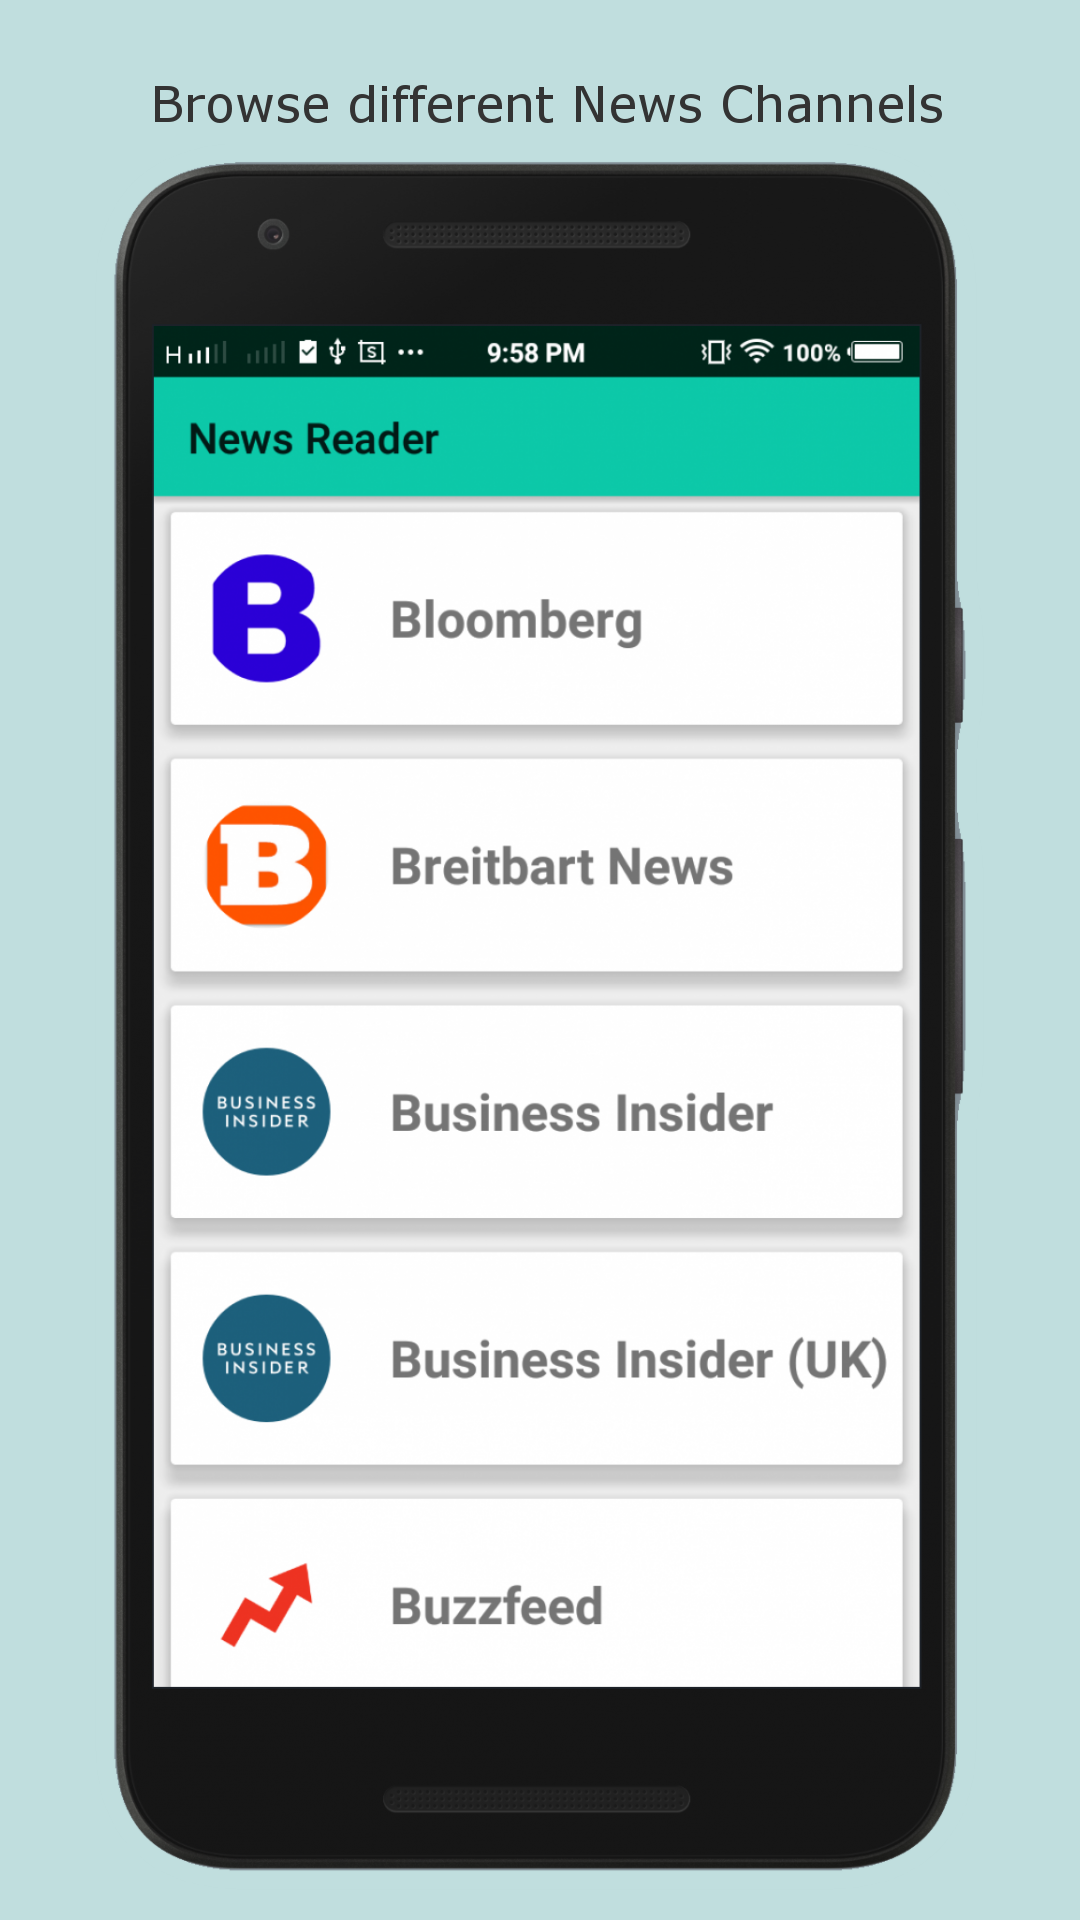 Browse different News Channels
H 9:58 PM 100%
News Reader
B Bloomberg
B Breitbart News
BUSINESS
INSIDER
Business Insider
BUSINESS
INSIDER
Business Insider (UK)
Buzzfeed